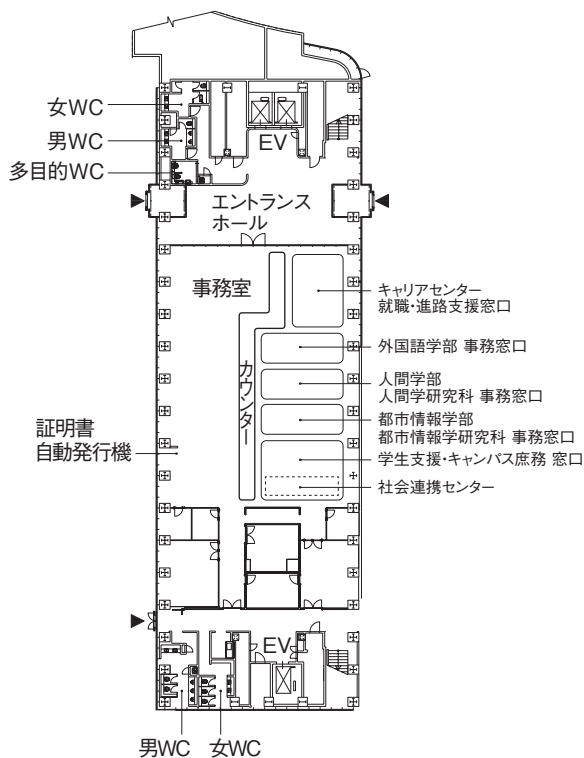 女WC
男WC
EV
多目的WC
エントランス
ホール
事務室
キャリアセンター
就職・進路支援窓口
外国語学部 事務窓口
カウンター
人間学部
人間学研究科 事務窓口
都市情報学部
都市情報学研究科 事務窓口
証明書
自動発行機
学生支援・キャンパス庶務 窓口
社会連携センター
EV
男WC
女WC